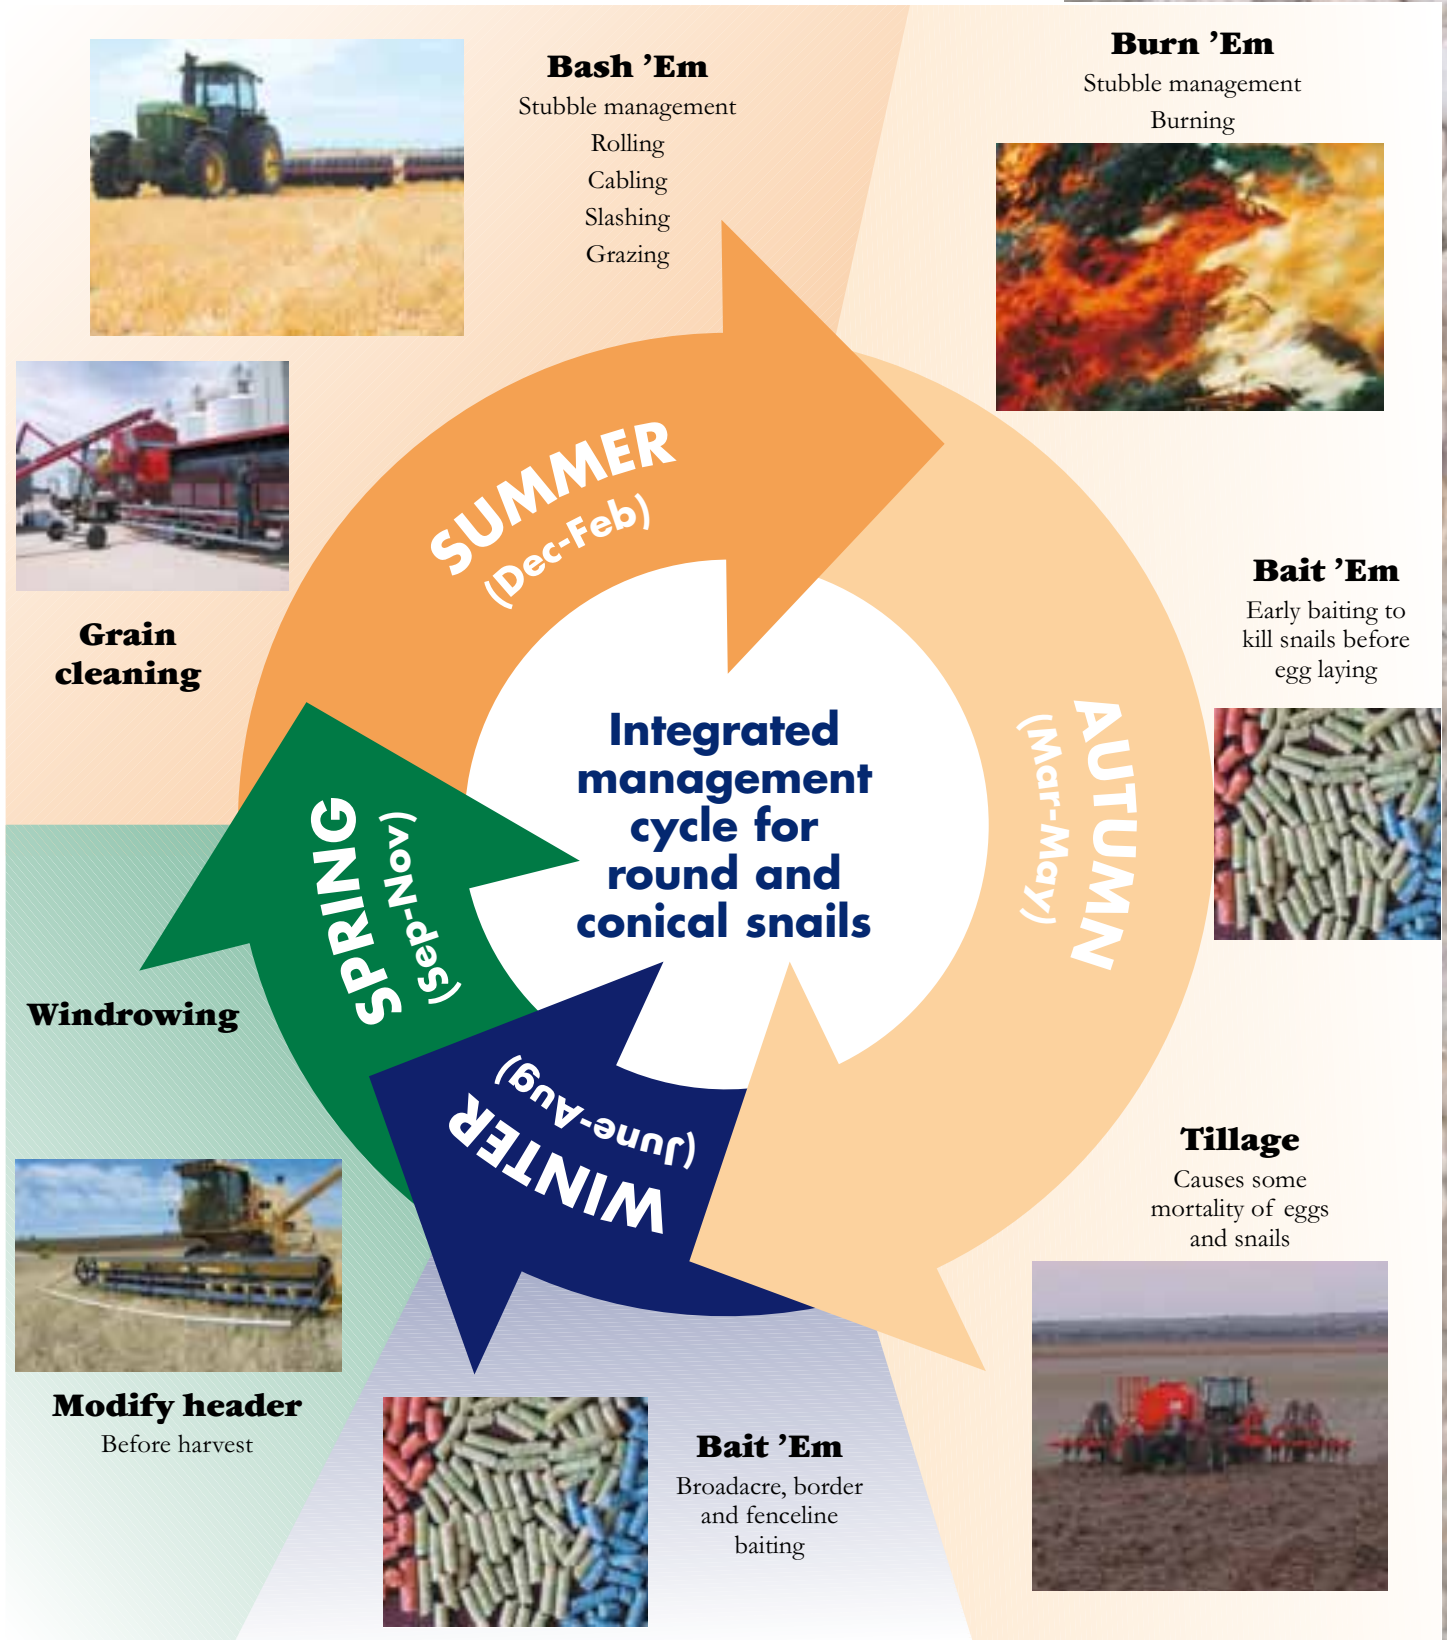 Bash ’Em
Stubble management
Rolling
Cabling
Slashing
Grazing
Burn ’Em
Stubble management
Burning
Grain
cleaning
SUMMER
(Dec-Feb)
Bait ’Em
Early baiting to
kill snails before
egg laying
AUTUMN
(Mar-May)
Integrated
management
cycle for
round and
conical snails
SPRING
(Sep-Nov)
Windrowing
WINTER
(June-Aug)
Tillage
Causes some
mortality of eggs
and snails
Modify header
Before harvest
Bait ’Em
Broadacre, border
and fenceline
baiting